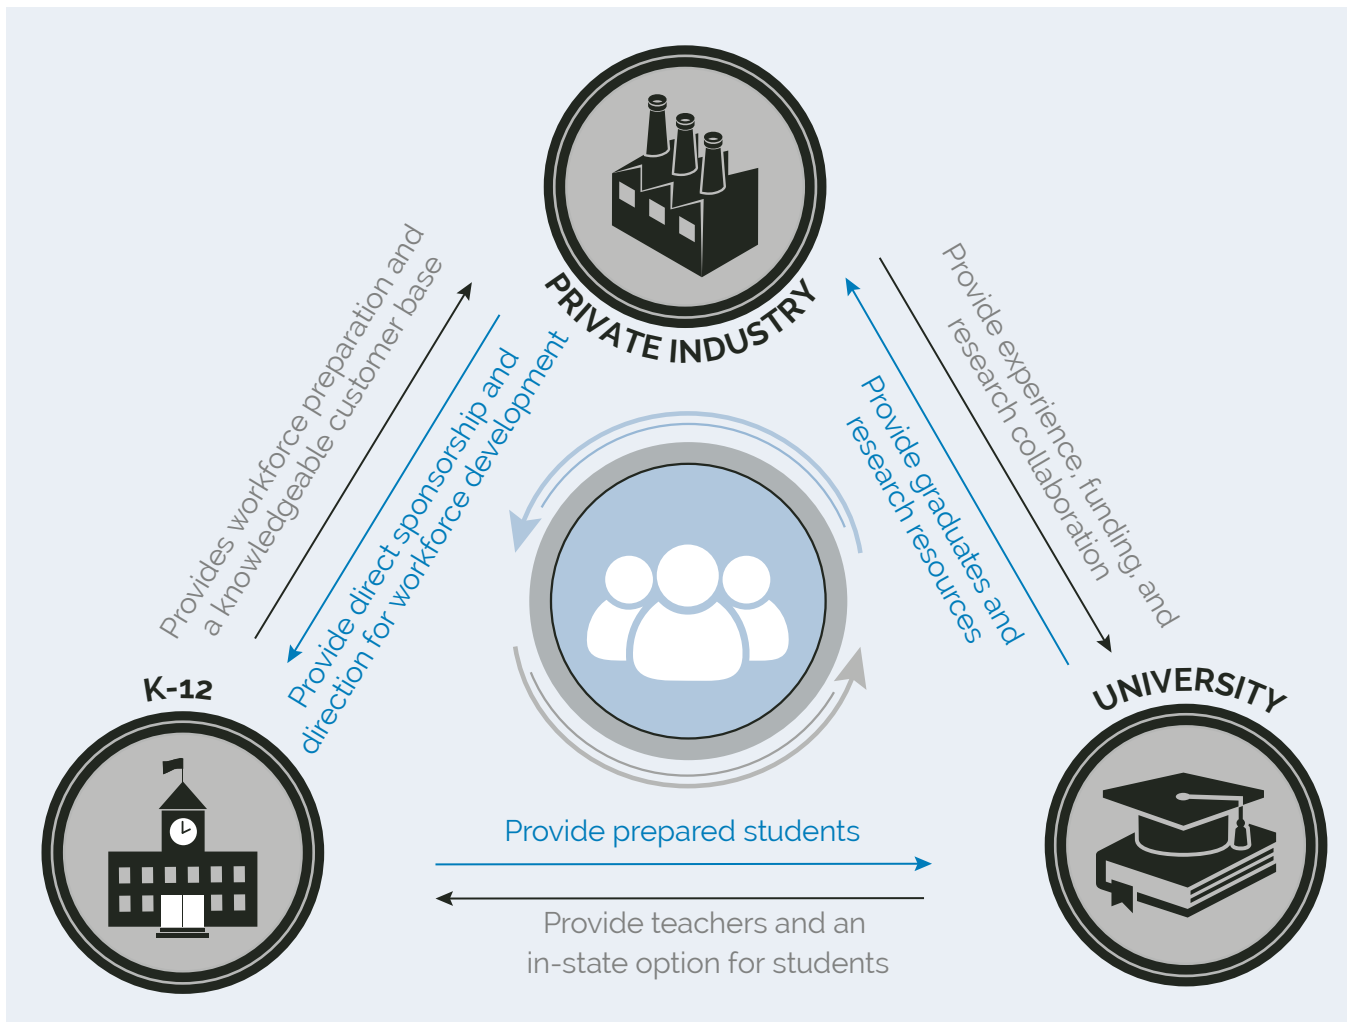 PRIVATE INDUSTRY
Provides workforce preparation and
a knowledgeable customer base
Provide direct sponsorship and
direction for workforce development
Provide experience, funding, and
research collaboration
Provide graduates and
research resources
K-12
UNIVERSITY
Provide prepared students
Provide teachers and an
in-state option for students